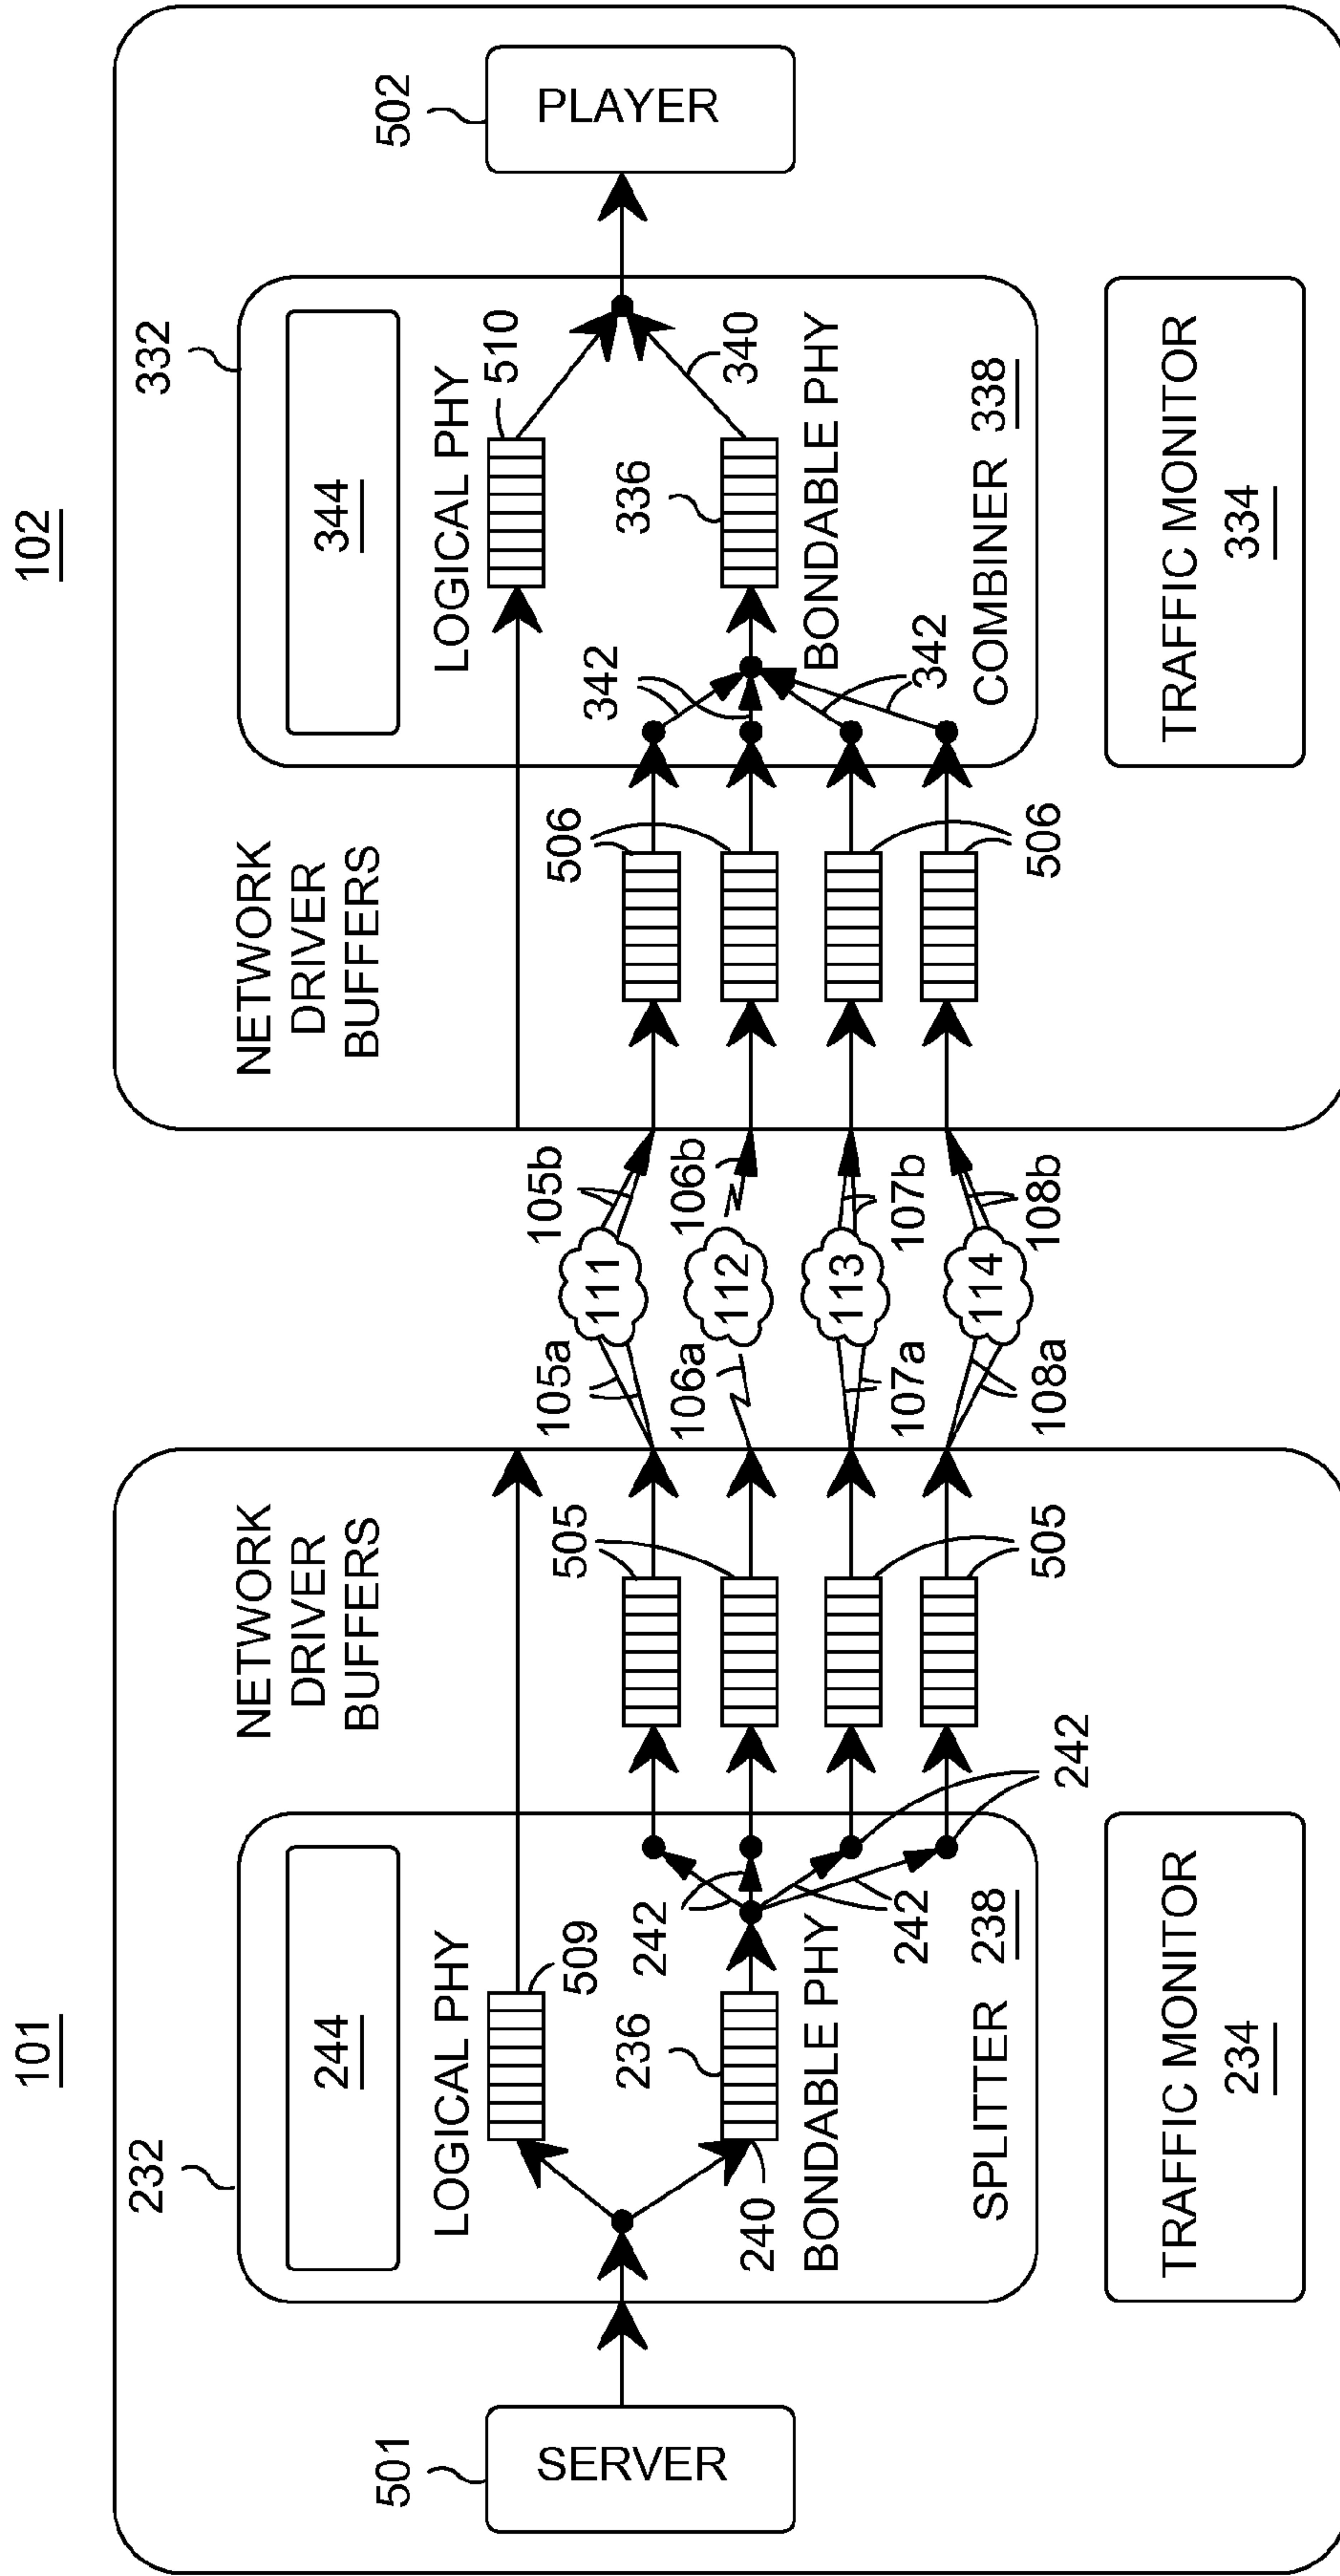 101
102
232
244
LOGICAL PHY
509
236
240
BONDABLE PHY
SPLITTER 238
242
242
242
TRAFFIC MONITOR
234
501
SERVER
NETWORK
DRIVER
BUFFERS
505
505
105a
105b
111
106a
106b
112
107a
107b
113
108a
108b
114
NETWORK
DRIVER
BUFFERS
506
506
332
344
LOGICAL PHY
510
336
340
342
342
BONDABLE PHY
COMBINER 338
TRAFFIC MONITOR
334
502
PLAYER